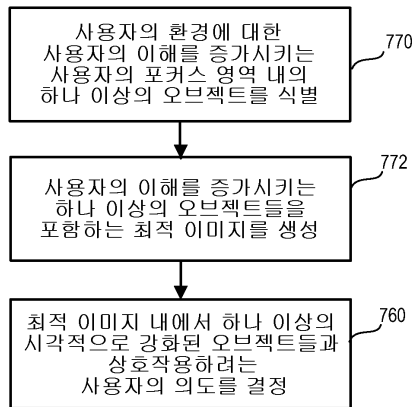 사용자의 환경에 대한
사용자의 이해를 증가시키는
사용자의 포커스 영역 내의
하나 이상의 오브젝트를 식별
770
사용자의 이해를 증가시키는
하나 이상의 오브젝트들을
포함하는 최적 이미지를 생성
772
최적 이미지 내에서 하나 이상의
시각적으로 강화된 오브젝트들과
상호작용하려는
사용자의 의도를 결정
760